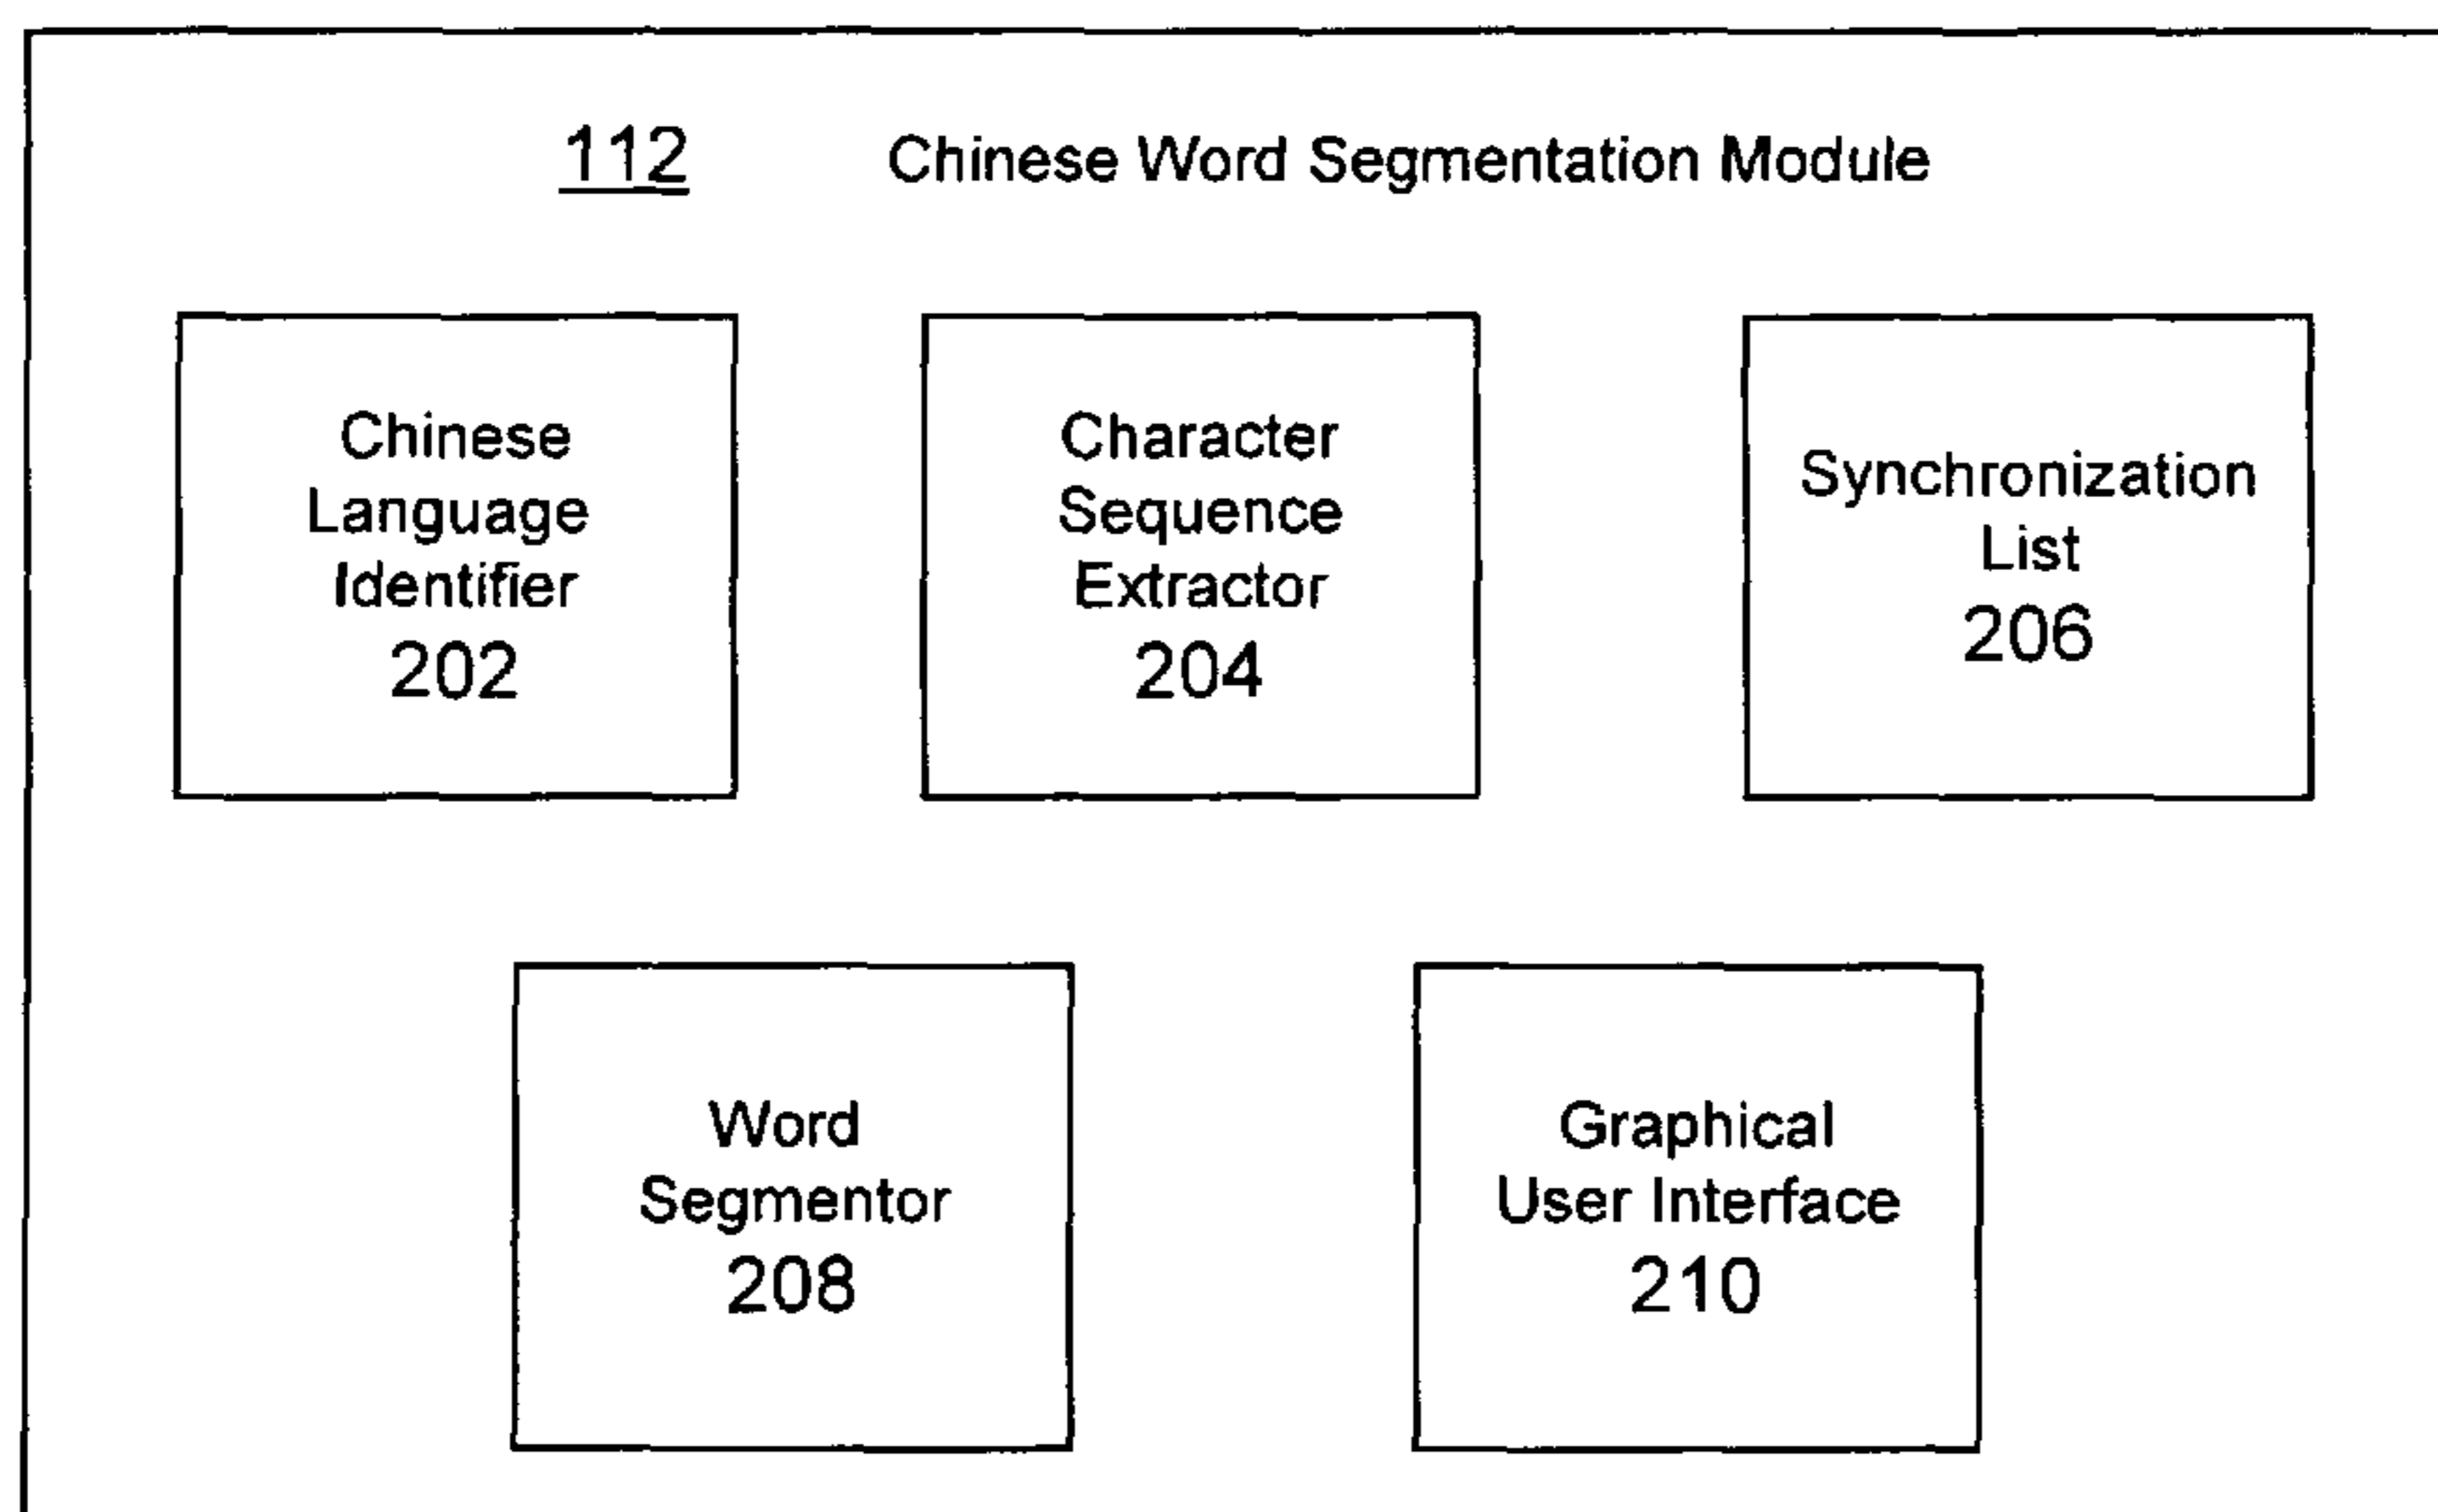 112 Chinese Word Segmentation Module
Chinese
Language
Identifier
202
Character
Sequence
Extractor
204
Synchronization
List
206
Word
Segmentor
208
Graphical
User Interface
210